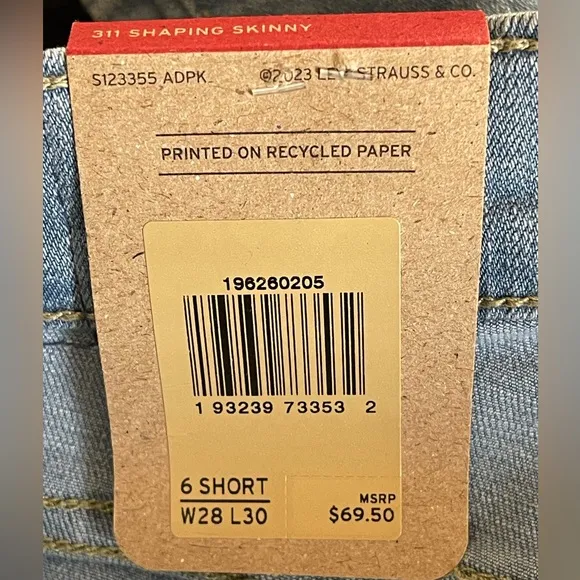 311 SHAPING SKINNY
S123355 ADPK ©2023 LEVI STRAUSS & CO.
PRINTED ON RECYCLED PAPER
196260205
1 93239 73353 2
6 SHORT
W28 L30
MSRP
$69.50